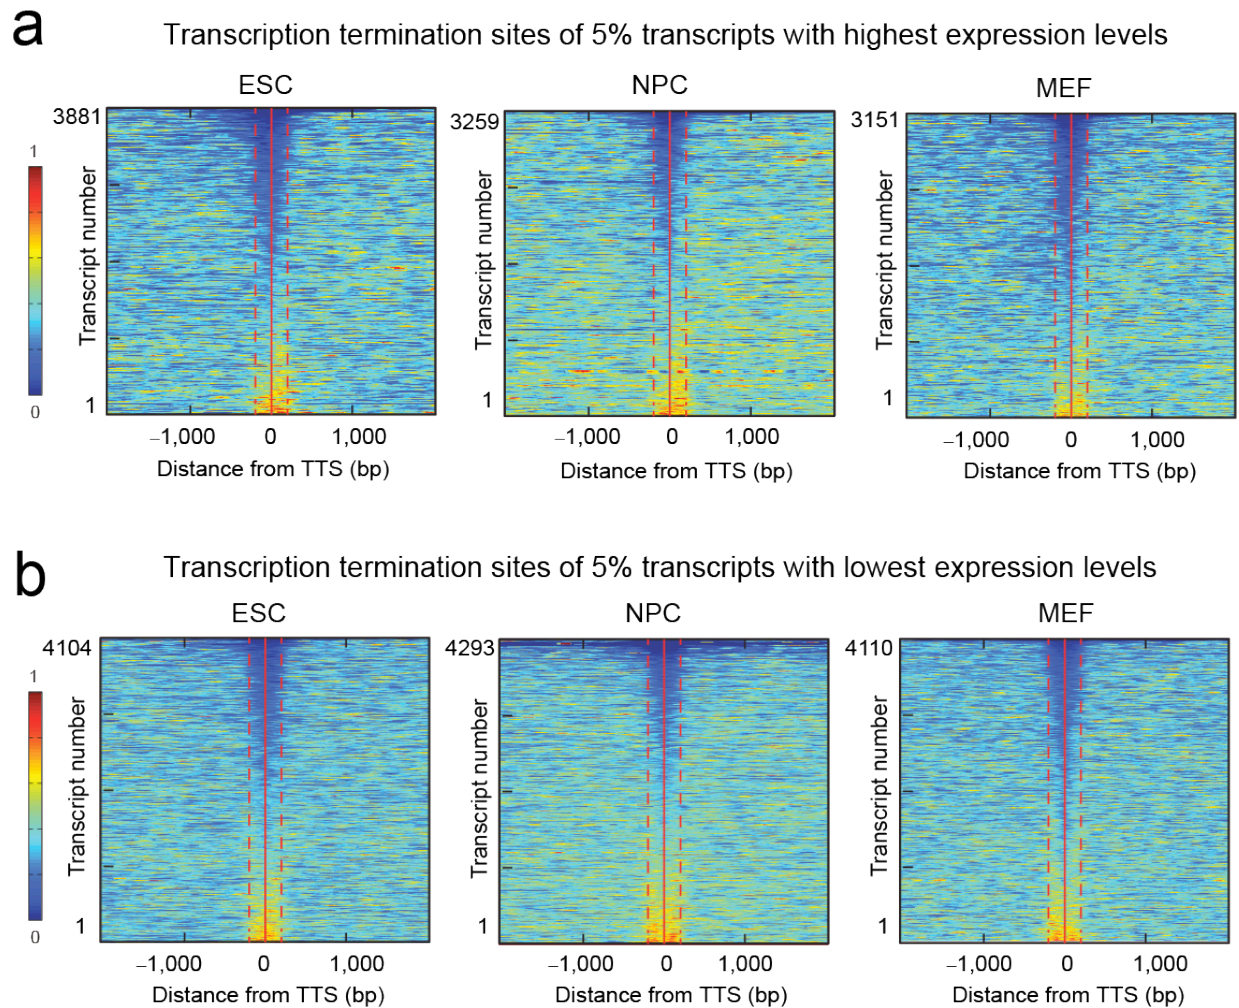 a
Transcription termination sites of 5% transcripts with highest expression levels
ESC
NPC
MEF
1
0
3881
Transcript number
1
3259
Transcript number
1
3151
Transcript number
1
−1,000 0 1,000
−1,000 0 1,000
−1,000 0 1,000
Distance from TTS (bp)
Distance from TTS (bp)
Distance from TTS (bp)
b
Transcription termination sites of 5% transcripts with lowest expression levels
ESC
NPC
MEF
1
0
4104
Transcript number
1
4293
Transcript number
1
4110
Transcript number
1
−1,000 0 1,000
−1,000 0 1,000
−1,000 0 1,000
Distance from TTS (bp)
Distance from TTS (bp)
Distance from TTS (bp)